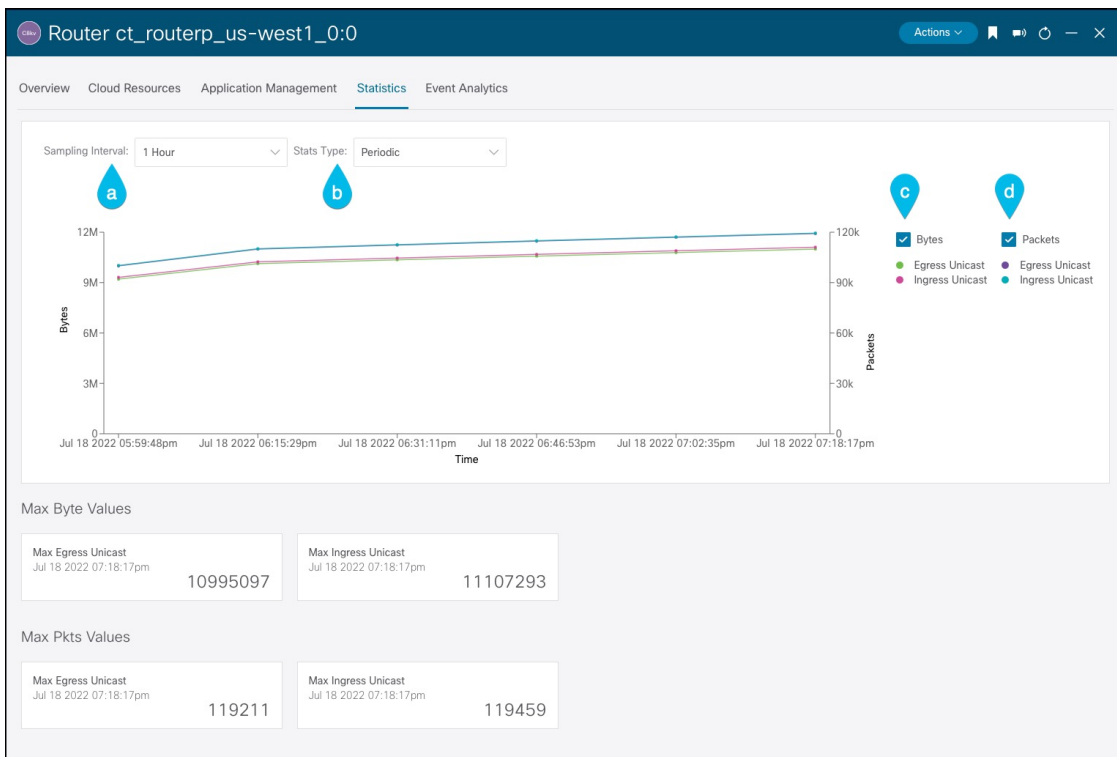 Router ct_routerp_us-west1_0:0
Actions
Overview Cloud Resources Application Management Statistics Event Analytics
Sampling Interval: 1 Hour Stats Type: Periodic
a b c d
Bytes Packets
Egress Unicast Egress Unicast
Ingress Unicast Ingress Unicast
12M 120k
9M 90k
6M 60k
3M 30k
0 0
Bytes
Packets
Jul 18 2022 05:59:48pm Jul 18 2022 06:15:29pm Jul 18 2022 06:31:11pm Jul 18 2022 06:46:53pm Jul 18 2022 07:02:35pm Jul 18 2022 07:18:17pm
Time
Max Byte Values
Max Egress Unicast
Jul 18 2022 07:18:17pm
10995097
Max Ingress Unicast
Jul 18 2022 07:18:17pm
11107293
Max Pkts Values
Max Egress Unicast
Jul 18 2022 07:18:17pm
119211
Max Ingress Unicast
Jul 18 2022 07:18:17pm
119459